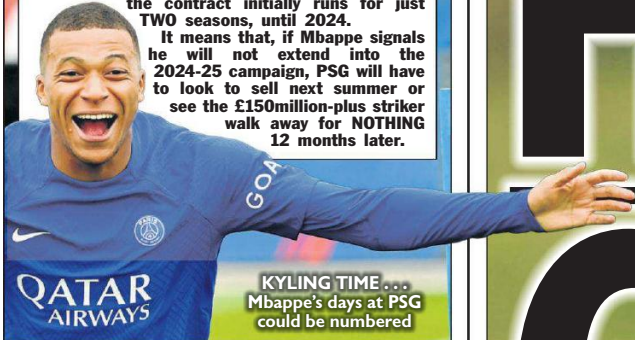 the contract initially runs for just
TWO seasons, until 2024.
It means that, if Mbappe signals
he will not extend into the
2024-25 campaign, PSG will have
to look to sell next summer or
see the £150million-plus striker
walk away for NOTHING
12 months later.
GOA
PARIS
QATAR
AIRWAYS
KYLING TIME . . .
Mbappe's days at PSG
could be numbered